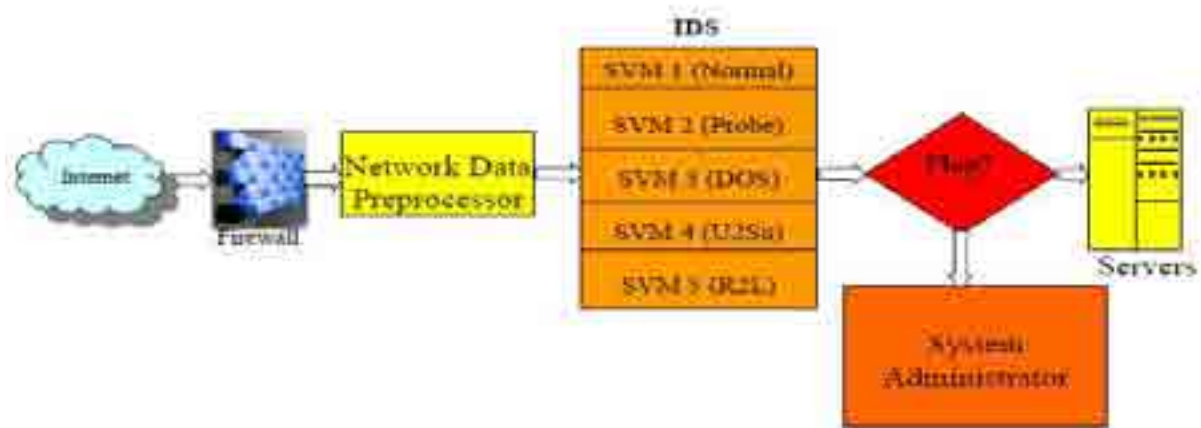 IDS
SVM 1 (Normal)
SVM 2 (Probe)
SVM 3 (DOS)
SVM 4 (U2Su)
SVM 5 (R2L)
Internet
Firewall
Network Data
Preprocessor
Flag?
Servers
System
Administrator